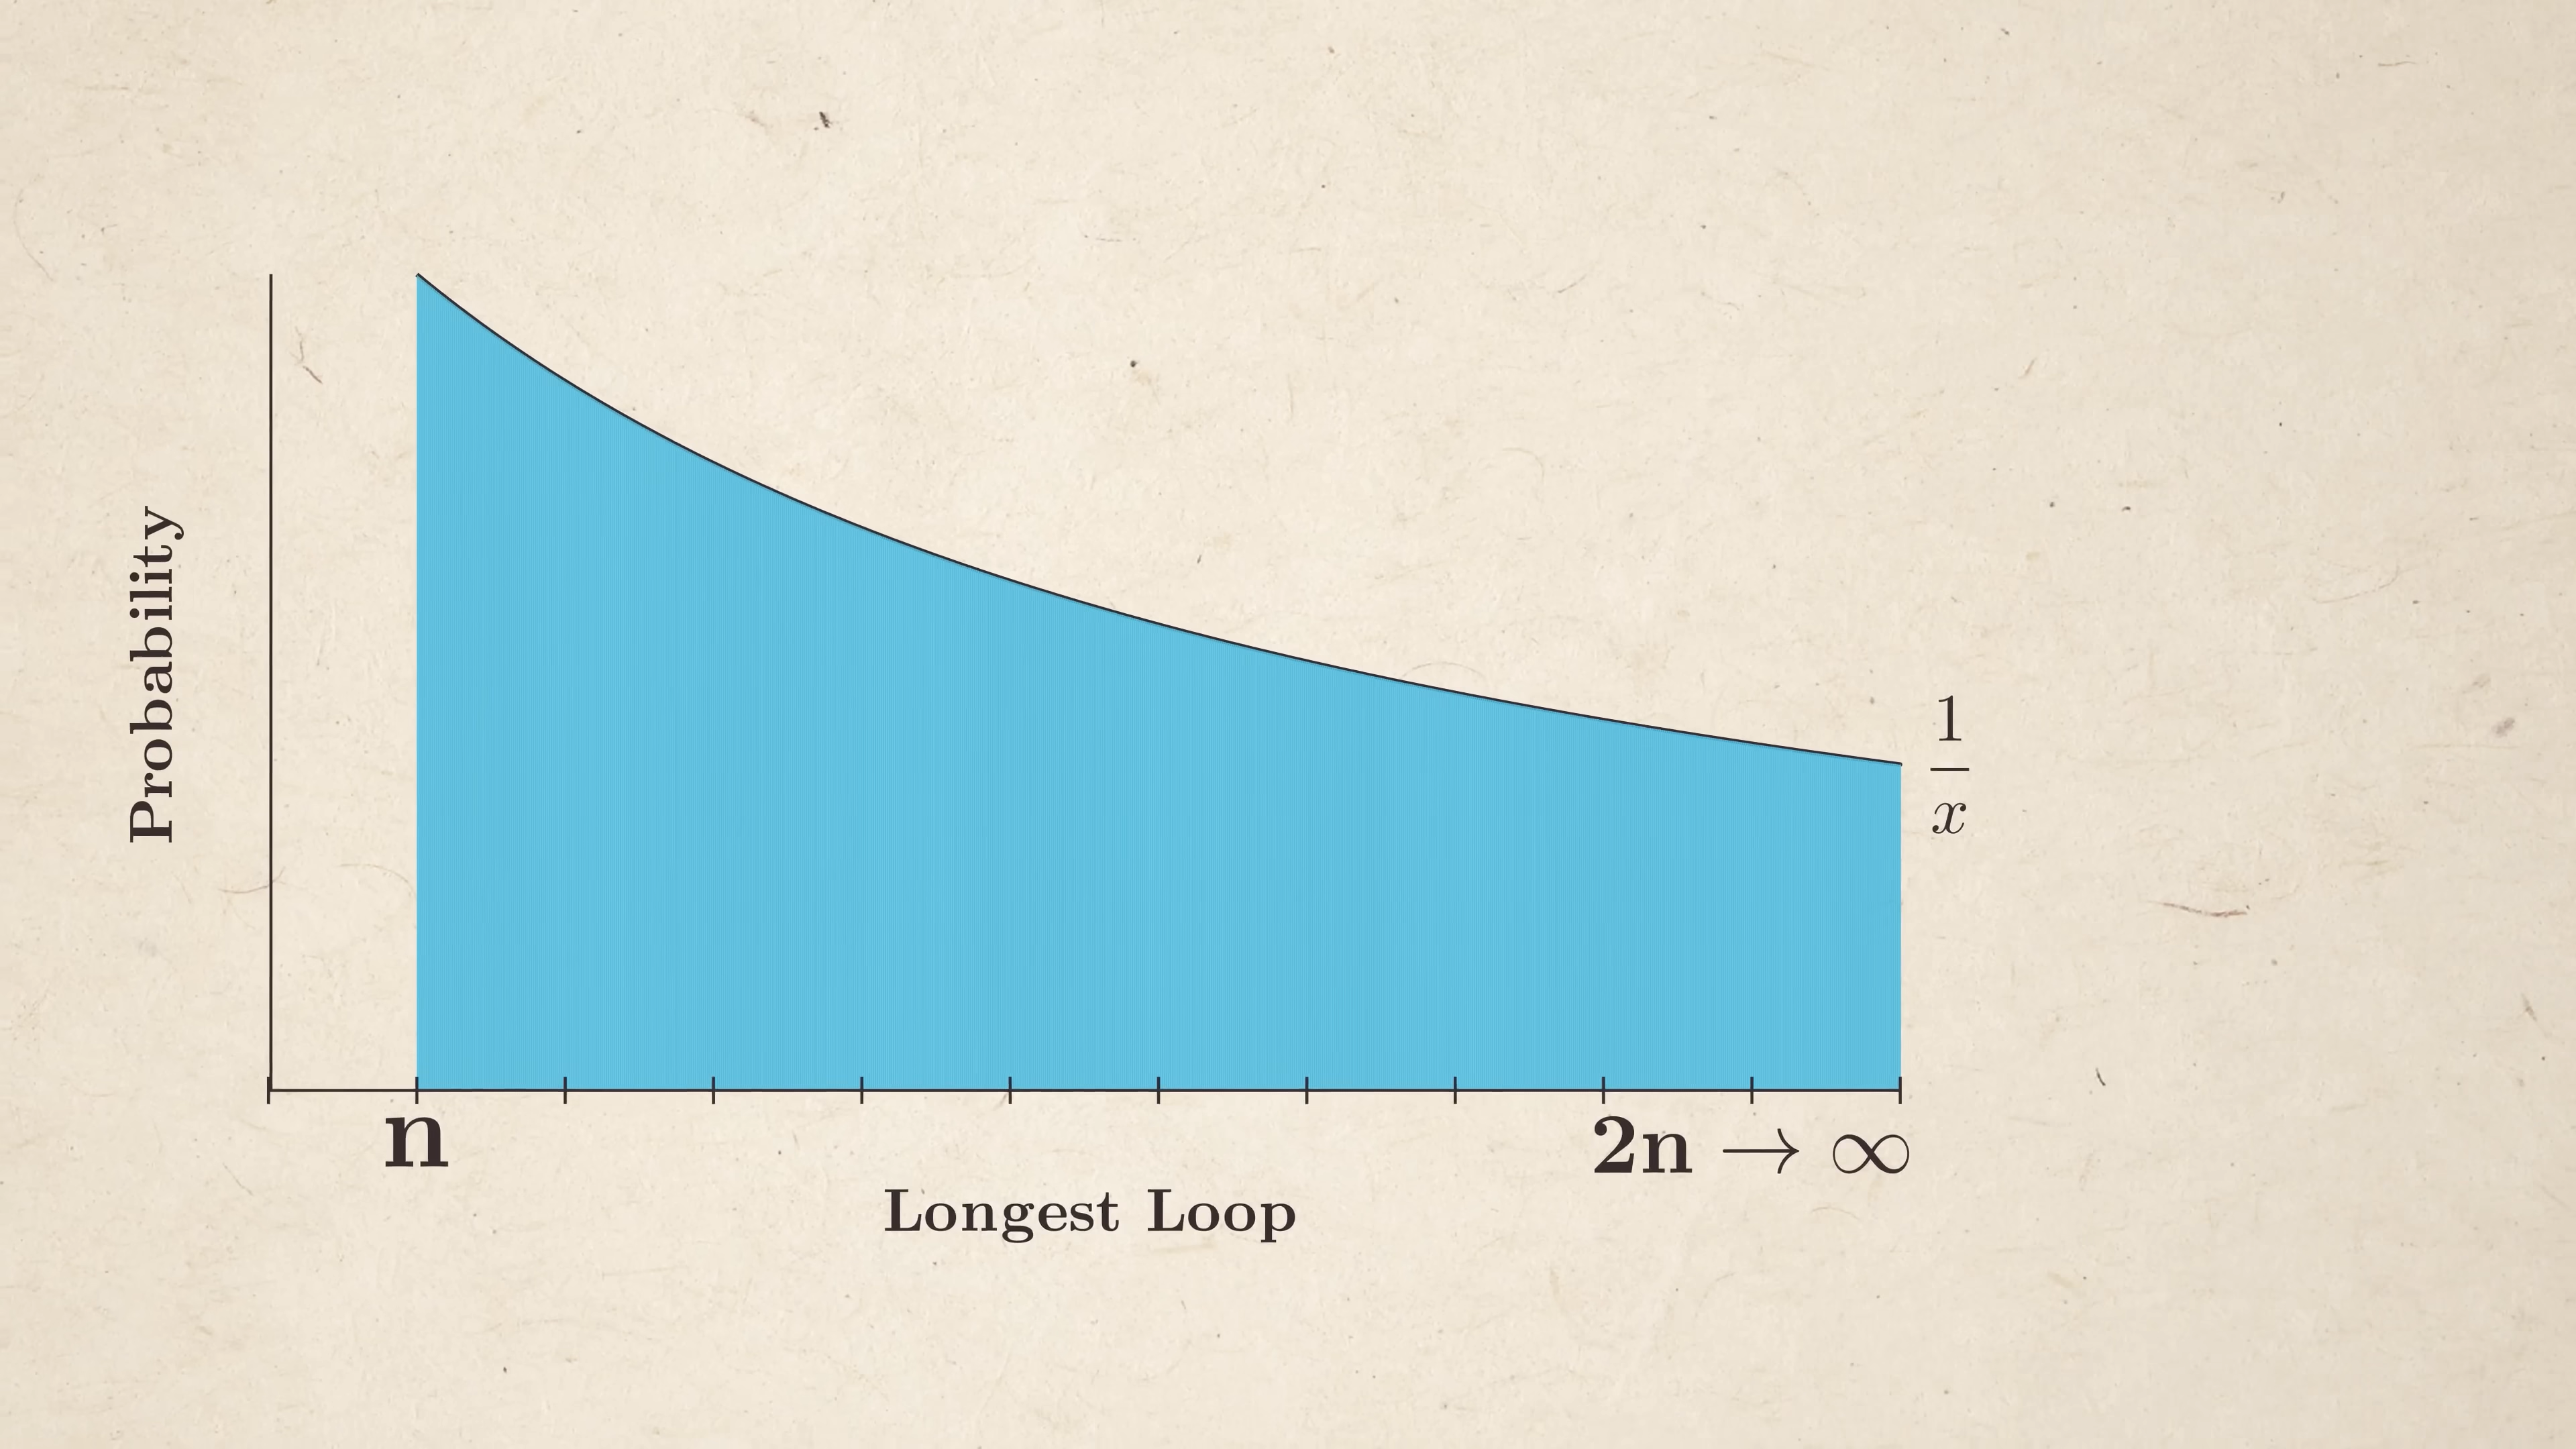 Probability
1
x
n
2n → ∞
Longest Loop